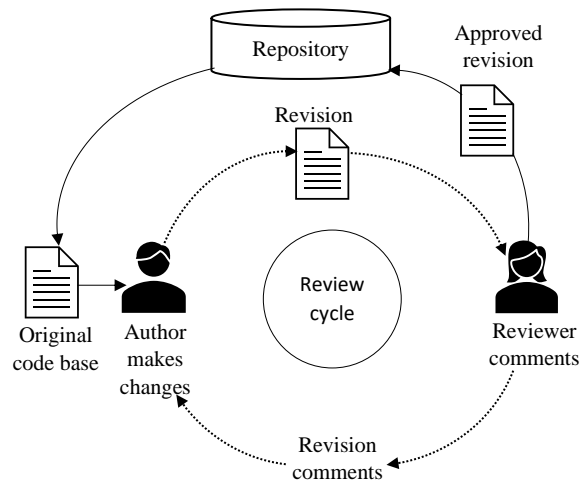 Repository
Approved
revision
Revision
Review
cycle
Original
code base
Author
makes
changes
Reviewer
comments
Revision
comments